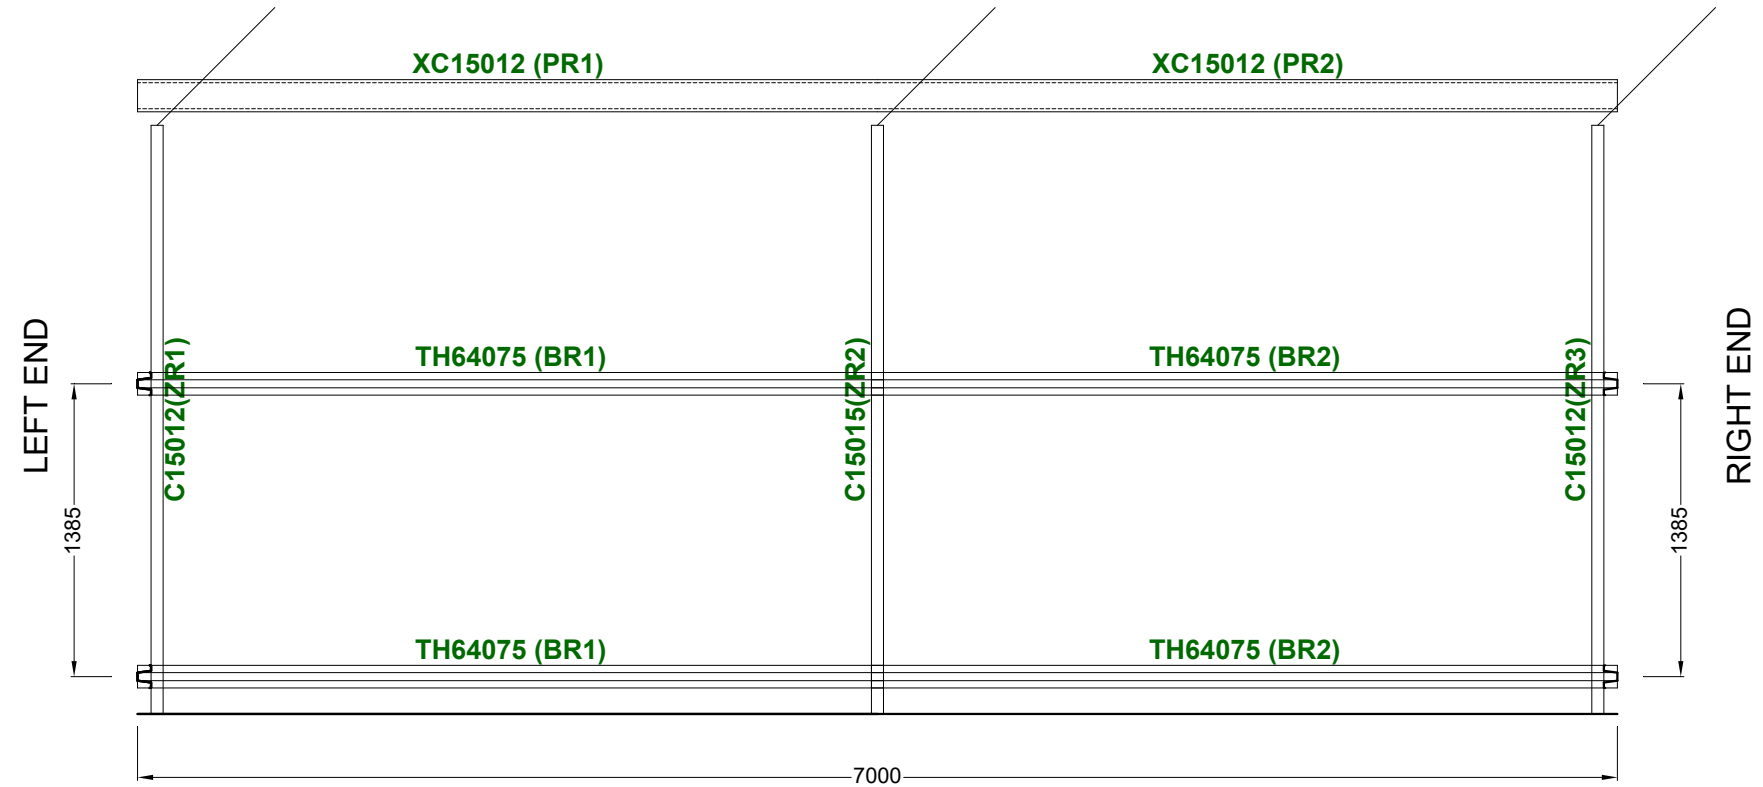 XC15012 (PR1)
XC15012 (PR2)
LEFT END
RIGHT END
C15012(ZR1)
TH64075 (BR1)
C15015(ZR2)
TH64075 (BR2)
C15012(ZR3)
1385
1385
TH64075 (BR1)
TH64075 (BR2)
7000